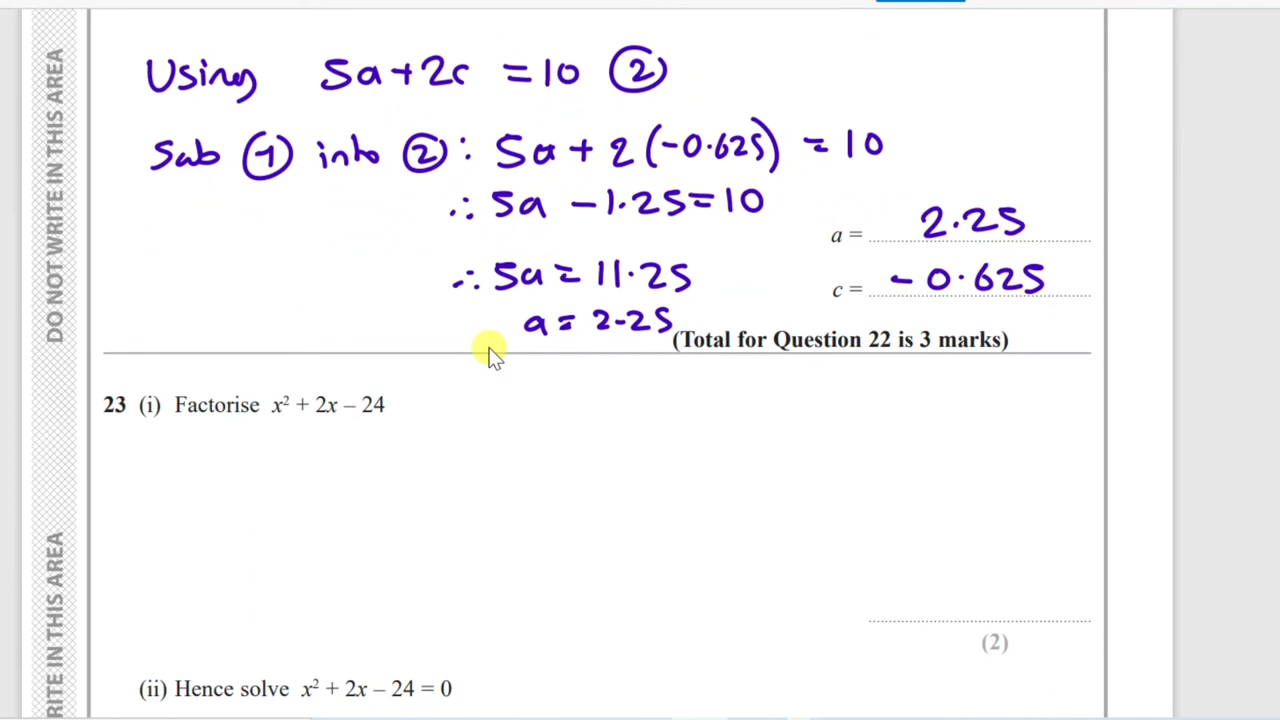 Using 5a+2c = 10 ②
Sub ① into ② : 5a + 2(-0.625) = 10
∴ 5a - 1.25 = 10
a = 2.25
∴ 5a = 11.25
c = -0.625
a = 2.25
(Total for Question 22 is 3 marks)
23 (i) Factorise x² + 2x – 24
(2)
(ii) Hence solve x² + 2x – 24 = 0
DO NOT WRITE IN THIS AREA
RITE IN THIS AREA